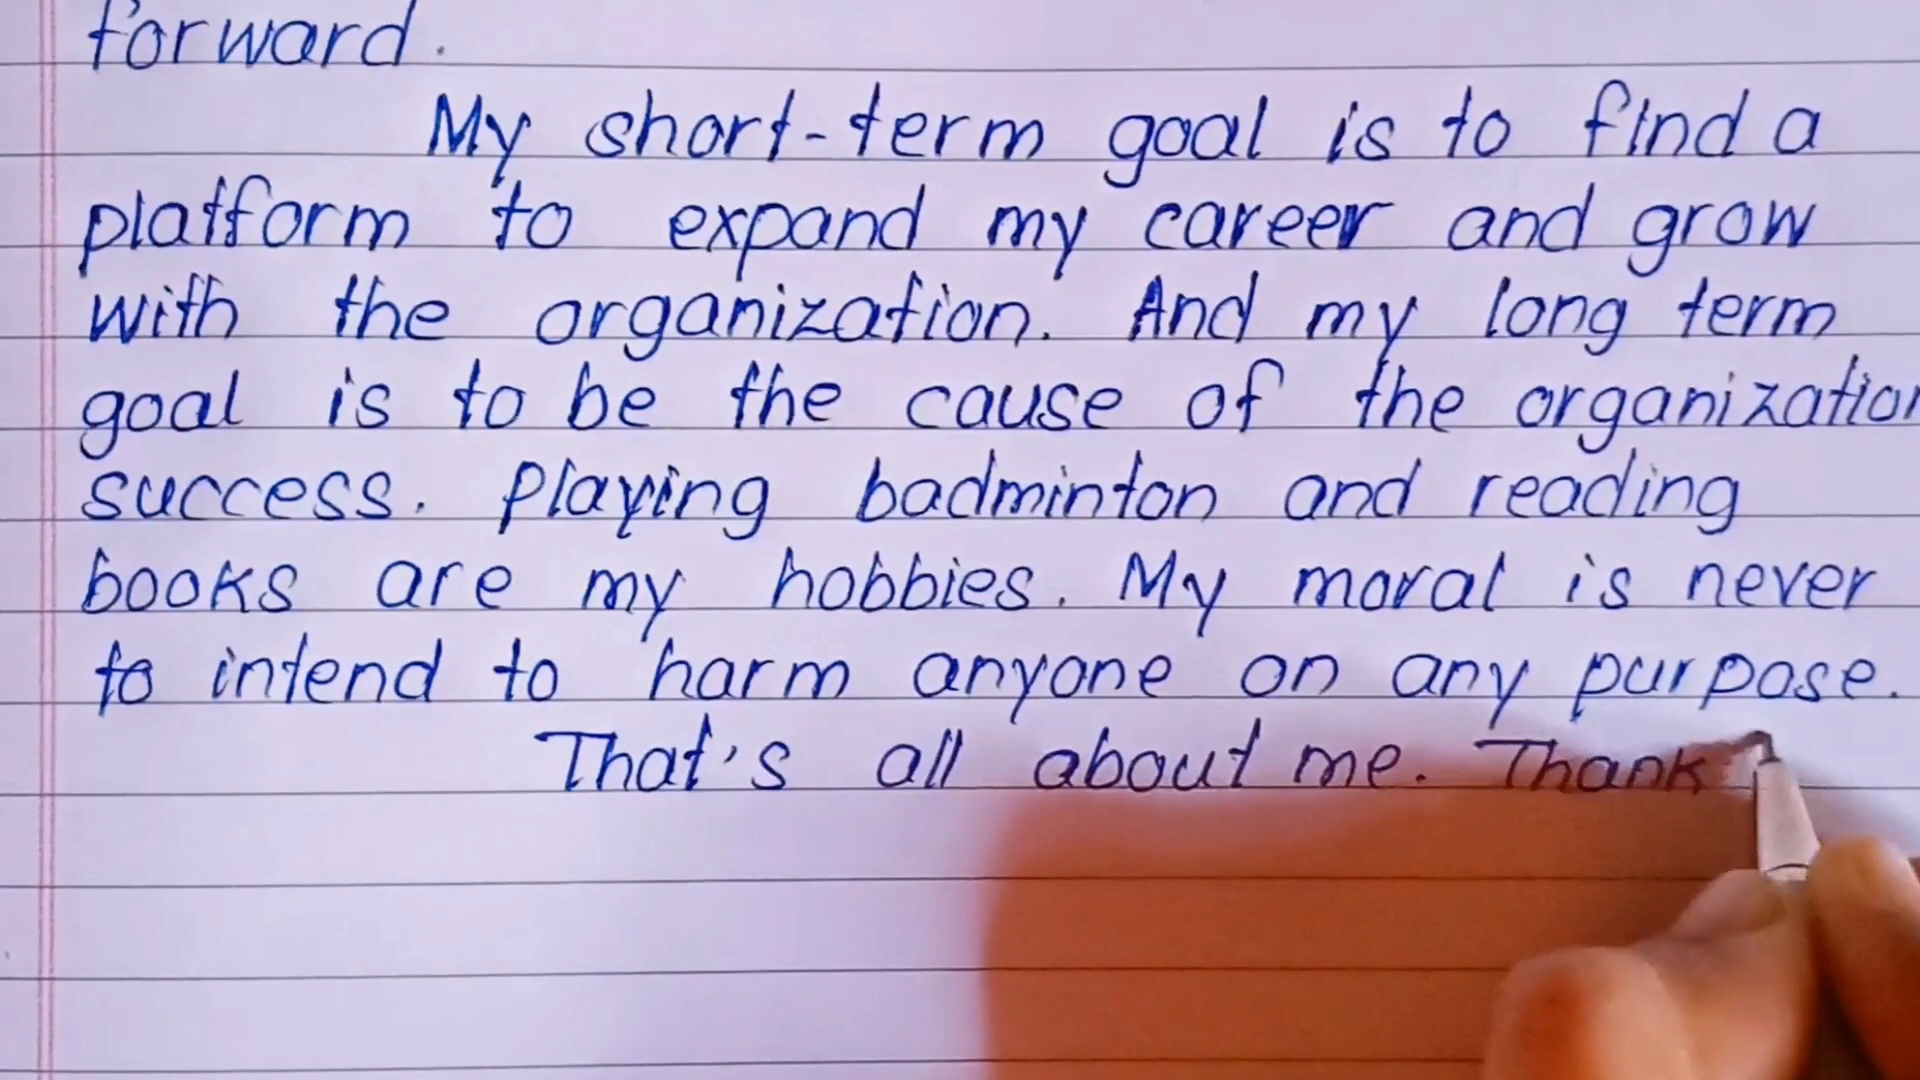 forward.
My short-term goal is to find a
platform to expand my career and grow
with the organization. And my long term
goal is to be the cause of the organization
success. Playing badminton and reading
books are my hobbies. My moral is never
to intend to harm anyone on any purpose.
That's all about me. Thank